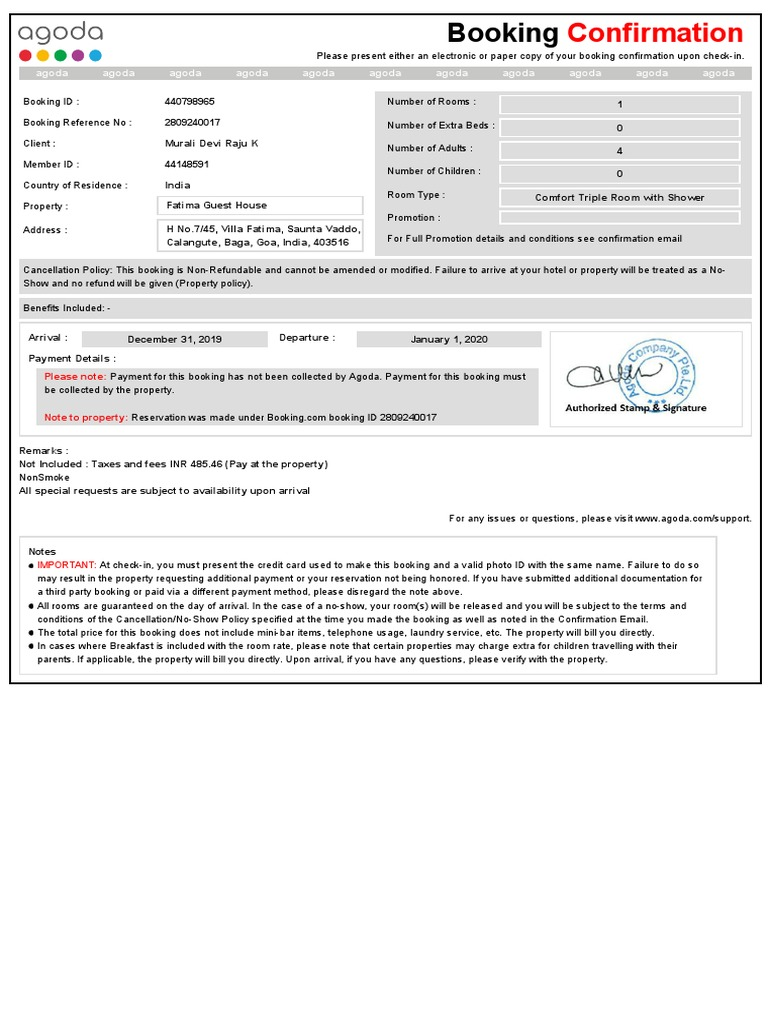 agoda
Booking Confirmation
Please present either an electronic or paper copy of your booking confirmation upon check-in.
agoda agoda agoda agoda agoda agoda agoda agoda agoda agoda agoda
Booking ID : 440798965
Booking Reference No : 2809240017
Client : Murali Devi Raju K
Member ID : 44148591
Country of Residence : India
Property : Fatima Guest House
Address : H No.7/45, Villa Fatima, Saunta Vaddo,
Calangute, Baga, Goa, India, 403516
Number of Rooms : 1
Number of Extra Beds : 0
Number of Adults : 4
Number of Children : 0
Room Type : Comfort Triple Room with Shower
Promotion :
For Full Promotion details and conditions see confirmation email
Cancellation Policy: This booking is Non-Refundable and cannot be amended or modified. Failure to arrive at your hotel or property will be treated as a No-
Show and no refund will be given (Property policy).
Benefits Included: -
Arrival : December 31, 2019 Departure : January 1, 2020
Payment Details :
Please note: Payment for this booking has not been collected by Agoda. Payment for this booking must
be collected by the property.
Note to property: Reservation was made under Booking.com booking ID 2809240017
Agoda Company Pte.Ltd.
***
Authorized Stamp & Signature
Remarks :
Not Included : Taxes and fees INR 485.46 (Pay at the property)
NonSmoke
All special requests are subject to availability upon arrival
For any issues or questions, please visit www.agoda.com/support.
Notes
● IMPORTANT: At check-in, you must present the credit card used to make this booking and a valid photo ID with the same name. Failure to do so
may result in the property requesting additional payment or your reservation not being honored. If you have submitted additional documentation for
a third party booking or paid via a different payment method, please disregard the note above.
● All rooms are guaranteed on the day of arrival. In the case of a no-show, your room(s) will be released and you will be subject to the terms and
conditions of the Cancellation/No-Show Policy specified at the time you made the booking as well as noted in the Confirmation Email.
● The total price for this booking does not include mini-bar items, telephone usage, laundry service, etc. The property will bill you directly.
● In cases where Breakfast is included with the room rate, please note that certain properties may charge extra for children travelling with their
parents. If applicable, the property will bill you directly. Upon arrival, if you have any questions, please verify with the property.